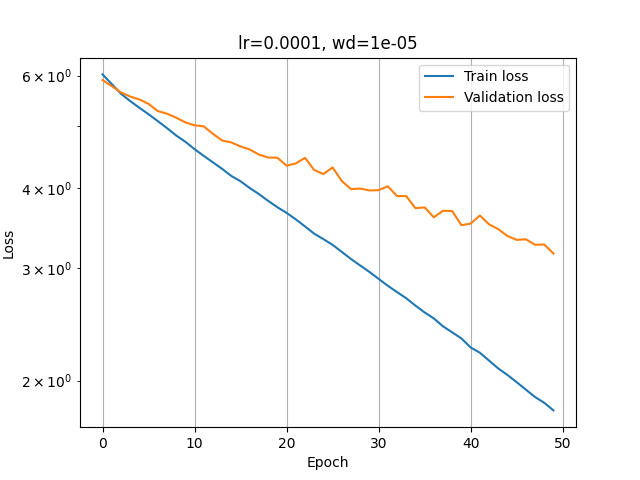 lr=0.0001, wd=1e-05
Train loss
Validation loss
6 × 10⁰
4 × 10⁰
3 × 10⁰
2 × 10⁰
Loss
0 10 20 30 40 50
Epoch